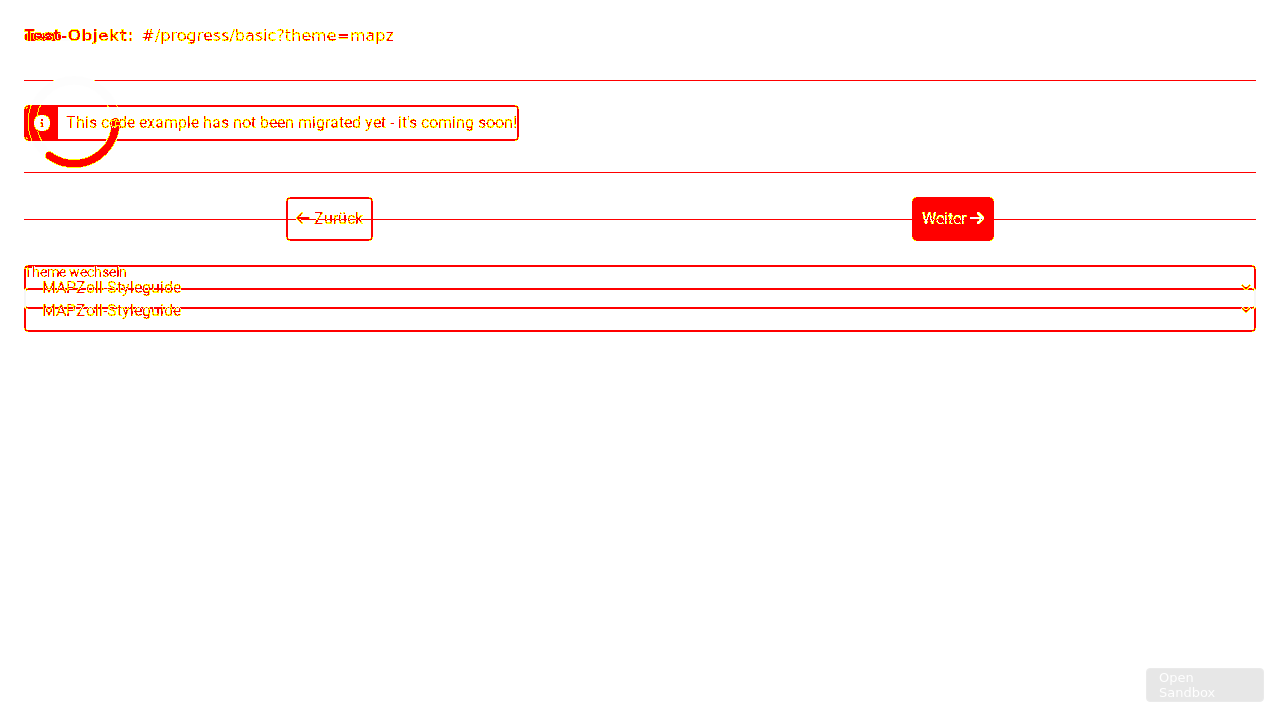 Test-Objekt: #/progress/basic?theme=mapz
This code example has not been migrated yet - it's coming soon!
← Zurück
Weiter →
Theme wechseln
MAPZoll-Styleguide
MAPZoll-Styleguide
Open
Sandbox